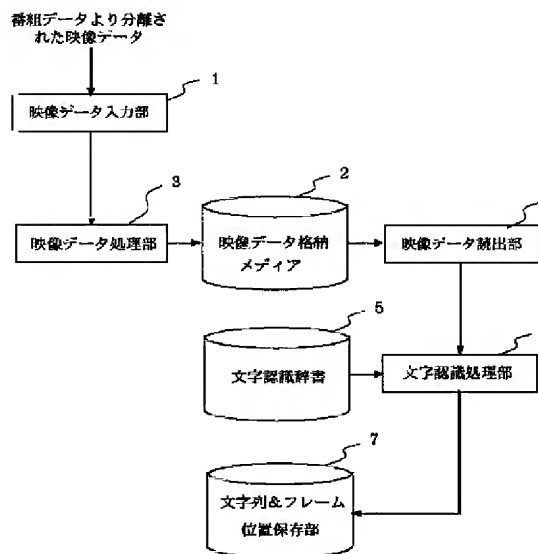 番組データより分離さ
れた映像データ
1
映像データ入力部
3
映像データ処理部
2
映像データ格納
メディア
映像データ読出部
5
文字認識辞書
文字認識処理部
7
文字列&フレーム
位置保存部